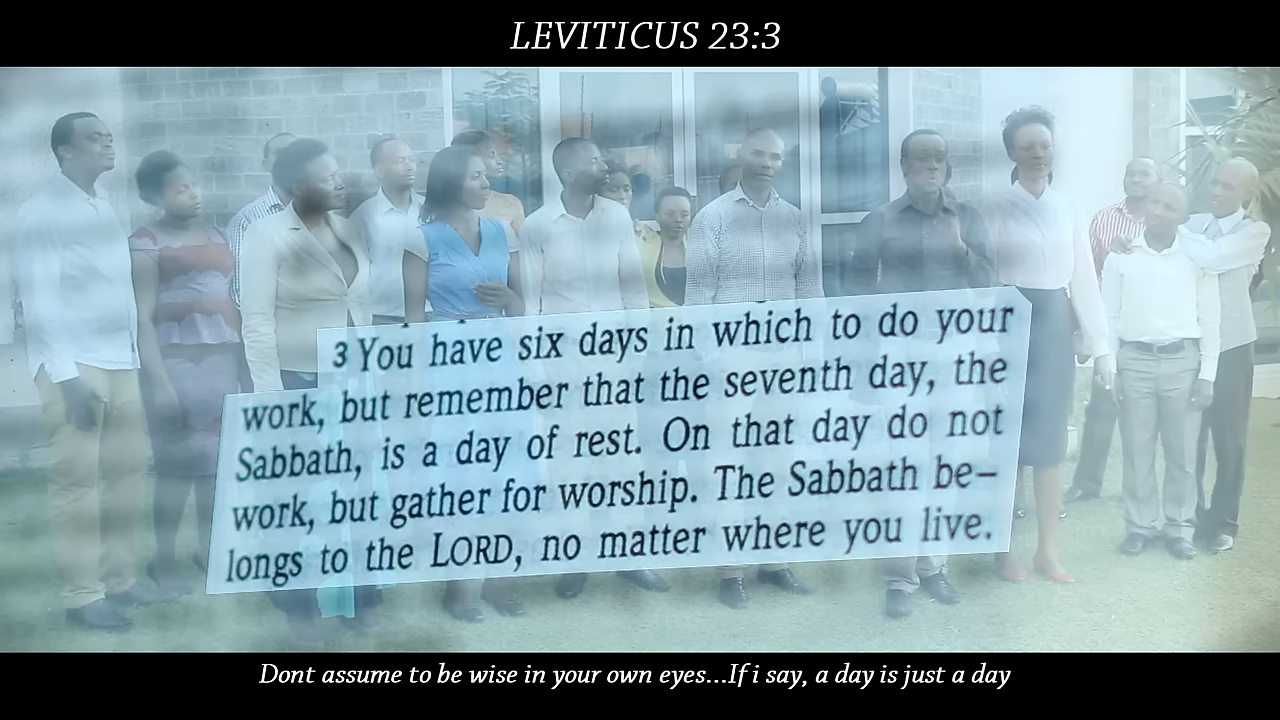 LEVITICUS 23:3
3 You have six days in which to do your
work, but remember that the seventh day, the
Sabbath, is a day of rest. On that day do not
work, but gather for worship. The Sabbath be–
longs to the LORD, no matter where you live.
Dont assume to be wise in your own eyes...If i say, a day is just a day